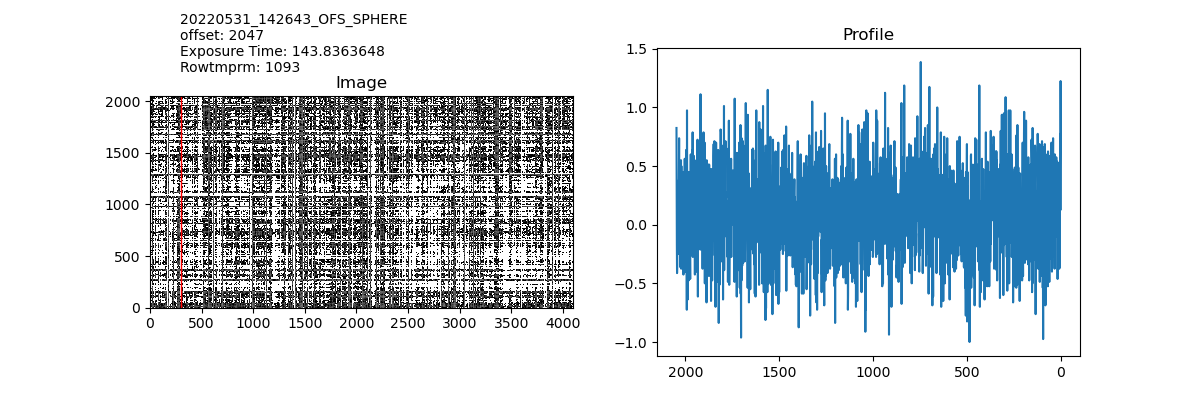 20220531_142643_OFS_SPHERE
offset: 2047
Exposure Time: 143.8363648
Rowtmprm: 1093
Image
2000
1500
1000
500
0
0 500 1000 1500 2000 2500 3000 3500 4000
Profile
1.5
1.0
0.5
0.0
−0.5
−1.0
2000 1500 1000 500 0